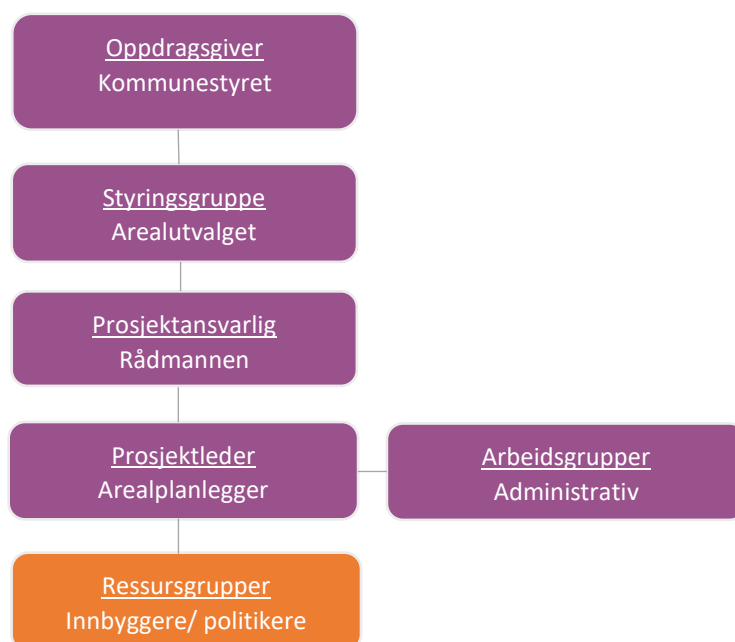 Oppdragsgiver
Kommunestyret
Styringsgruppe
Arealutvalget
Prosjektansvarlig
Rådmannen
Prosjektleder
Arealplanlegger
Arbeidsgrupper
Administrativ
Ressursgrupper
Innbyggere/ politikere